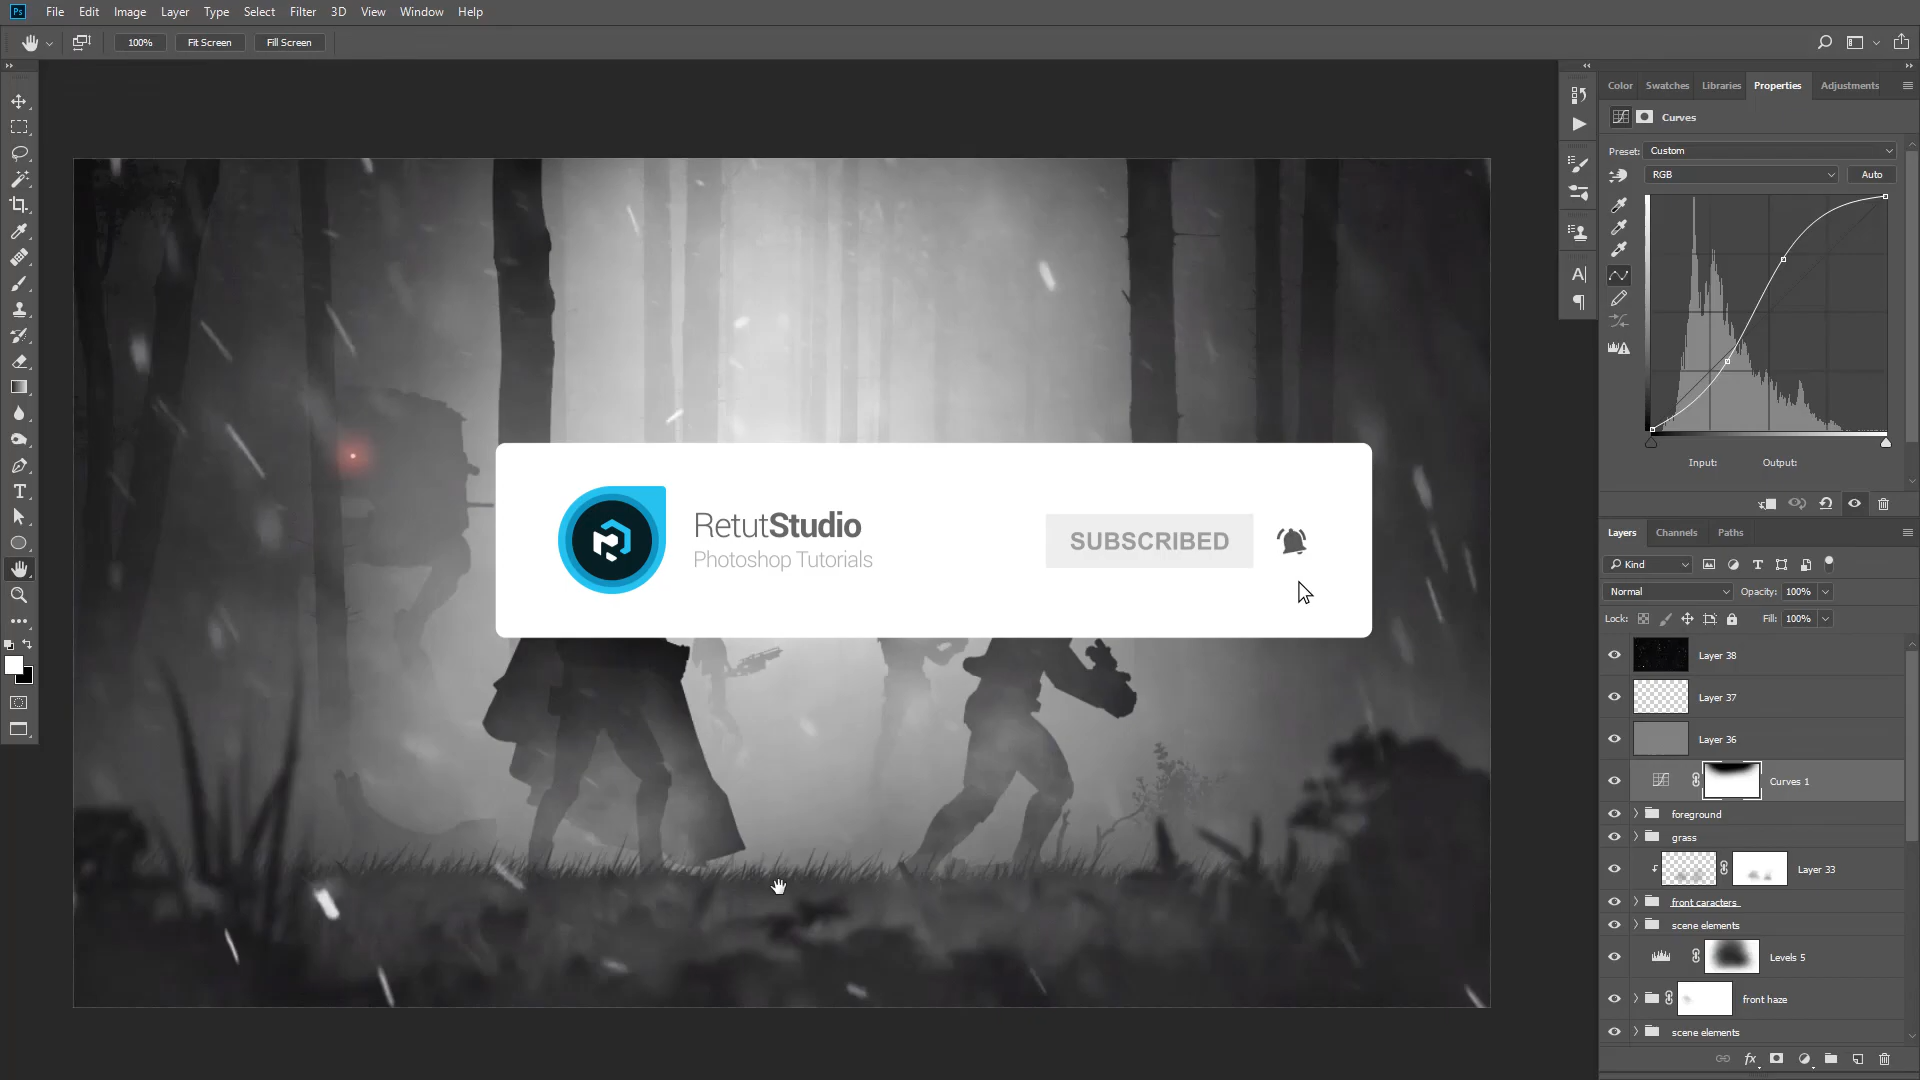 Ps File Edit Image Layer Type Select Filter 3D View Window Help
100% Fit Screen Fill Screen
Color Swatches Libraries Properties Adjustments
Curves
Preset: Custom
RGB Auto
Input: Output:
RetutStudio
Photoshop Tutorials
SUBSCRIBED
Layers Channels Paths
Kind
Normal Opacity: 100%
Lock: Fill: 100%
Layer 38
Layer 37
Layer 36
Curves 1
foreground
grass
Layer 33
front caracters
scene elements
Levels 5
front haze
scene elements